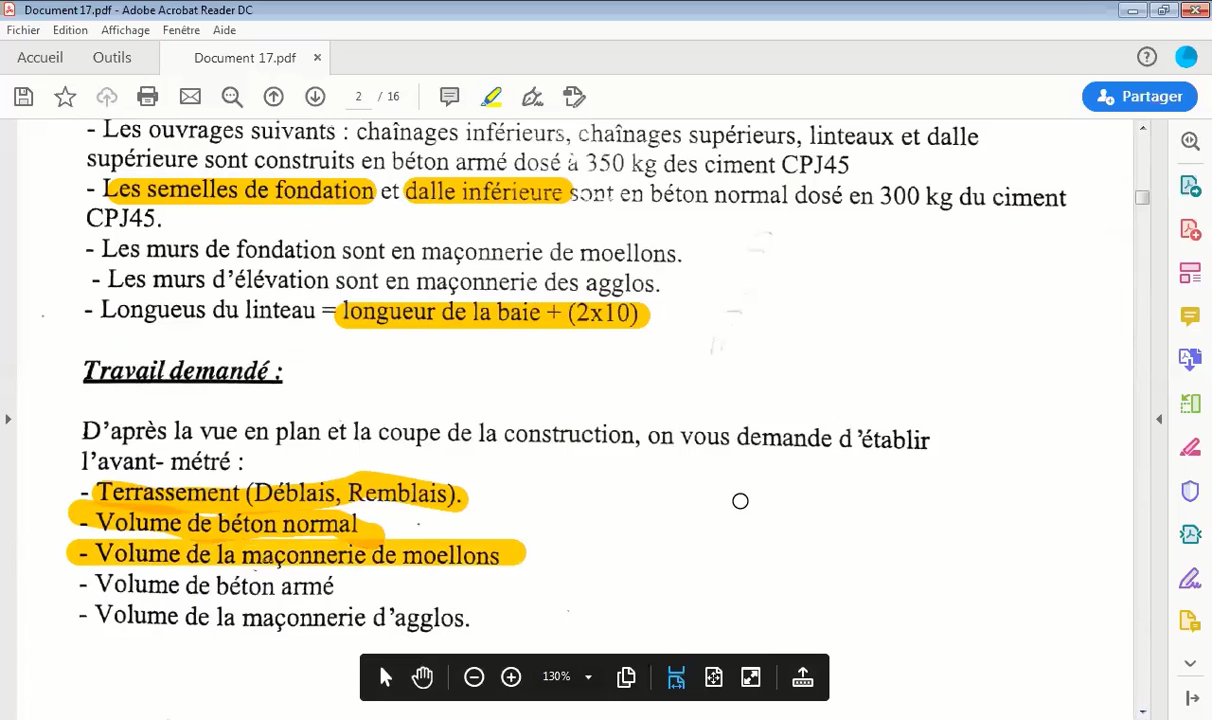 Document 17.pdf - Adobe Acrobat Reader DC
Fichier Edition Affichage Fenêtre Aide
Accueil Outils Document 17.pdf ×
2 / 16 Partager
- Les ouvrages suivants : chaînages inférieurs, chaînages supérieurs, linteaux et dalle
supérieure sont construits en béton armé dosé à 350 kg des ciment CPJ45
- Les semelles de fondation et dalle inférieure sont en béton normal dosé en 300 kg du ciment
CPJ45.
- Les murs de fondation sont en maçonnerie de moellons.
- Les murs d'élévation sont en maçonnerie des agglos.
- Longueus du linteau = longueur de la baie + (2x10)
Travail demandé :
D'après la vue en plan et la coupe de la construction, on vous demande d'établir
l'avant- métré :
- Terrassement (Déblais, Remblais).
- Volume de béton normal
- Volume de la maçonnerie de moellons
- Volume de béton armé
- Volume de la maçonnerie d'agglos.
130%